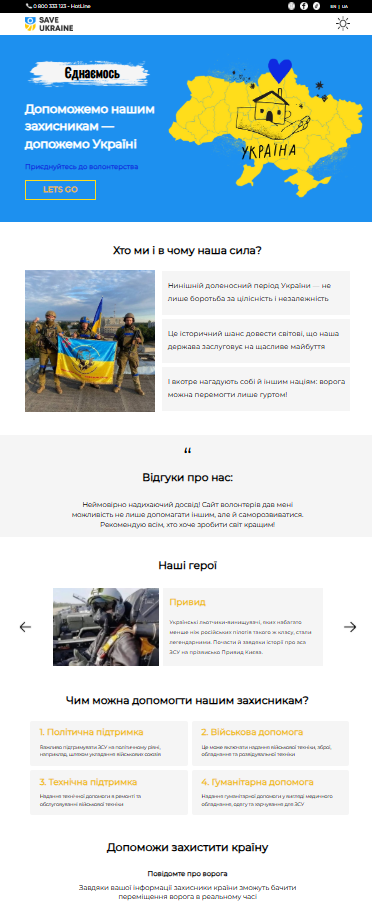 0 800 333 123 - HotLine
EN | UA
SAVE
UKRAINE
Єднаємось
Допоможемо нашим
захисникам —
допожемо Україні
УКРАЇНА
Приєднуйтесь до волонтерства
LETS GO
Хто ми і в чому наша сила?
Нинішній доленосний період України — не
лише боротьба за цілісність і незалежність
Це історичний шанс довести світові, що наша
держава заслуговує на щасливе майбуття
І вкотре нагадують собі й іншим націям: ворога
можна перемогти лише гуртом!
“
Відгуки про нас:
Неймовірно надихаючий досвід! Сайт волонтерів дав мені
можливість не лише допомагати іншим, але й саморозвиватися.
Рекомендую всім, хто хоче зробити світ кращим!
Наші герої
Привид
Українські льотчики-винищувачі, яких набагато
менше ніж російських пілотів такого ж класу, стали
легендарними. Почасти й завдяки історії про аса
ЗСУ на прізвисько Привид Києва.
Чим можна допомогти нашим захисникам?
1. Політична підтримка
Важливо підтримувати ЗСУ на політичному рівні,
наприклад, шляхом укладання військових союзів
2. Військова допомога
Це може включати надання військової техніки, зброї,
обладнання та розвідувальної техніки
3. Технічна підтримка
Надання технічної допомоги в ремонті та
обслуговуванні військової техніки
4. Гуманітарна допомога
Надання гуманітарної допомоги у вигляді медичного
обладнання, одягу та харчування для ЗСУ
Допоможи захистити країну
Повідомте про ворога
Завдяки вашої інформації захисники країни зможуть бачити
переміщення ворога в реальному часі